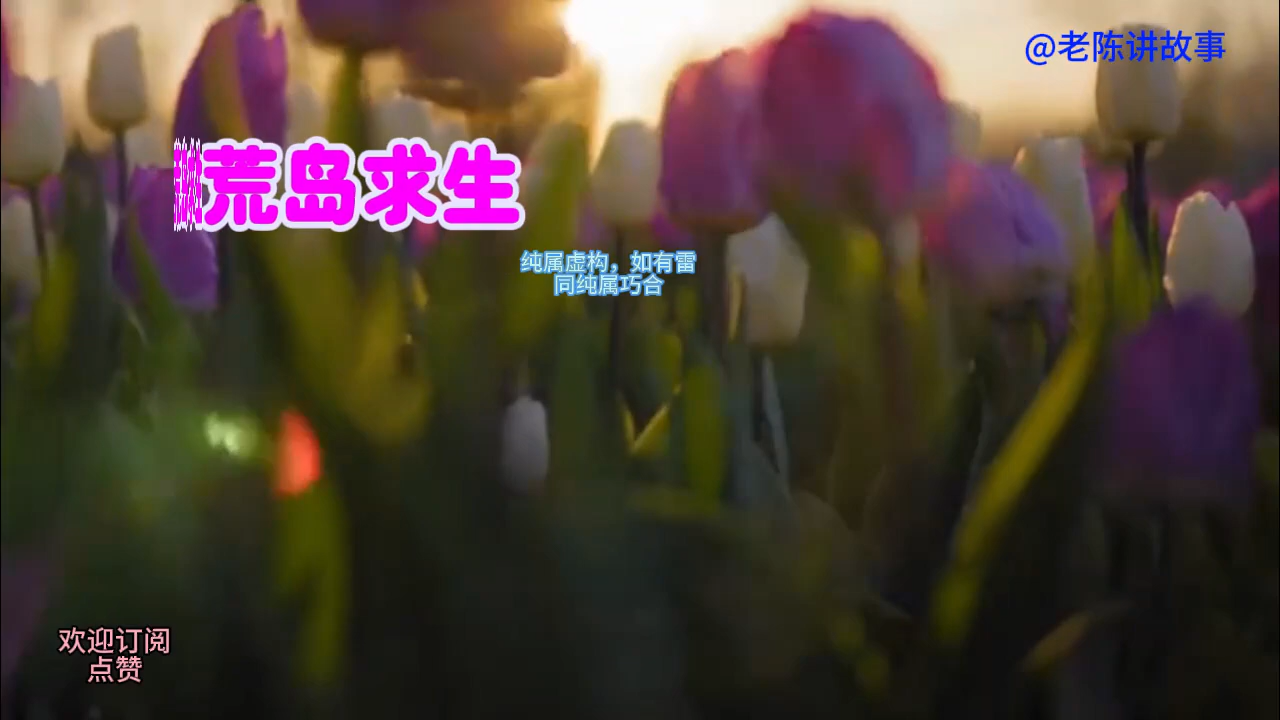 @老陈讲故事
荒岛求生
纯属虚构，如有雷
同纯属巧合
欢迎订阅
点赞